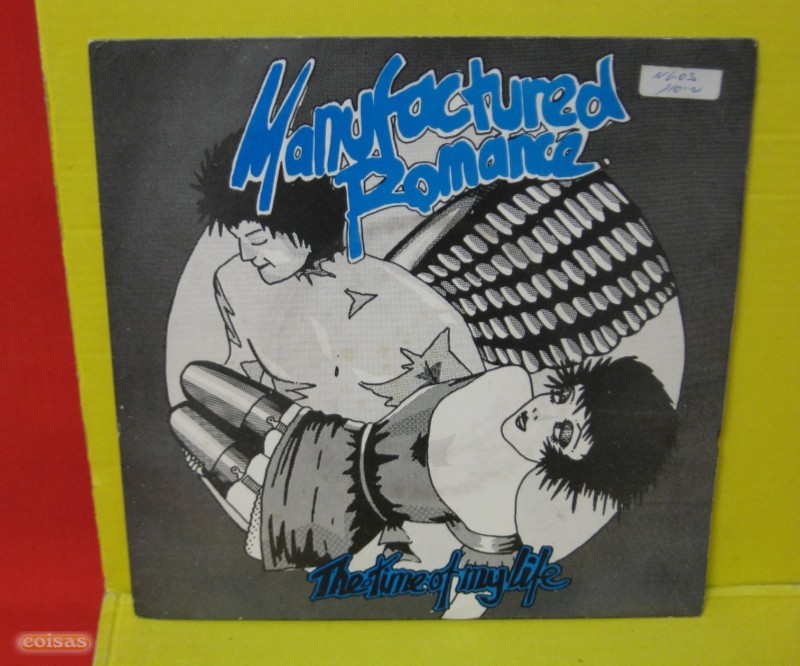 Manufactured
Romance.
The time of my life
coisas